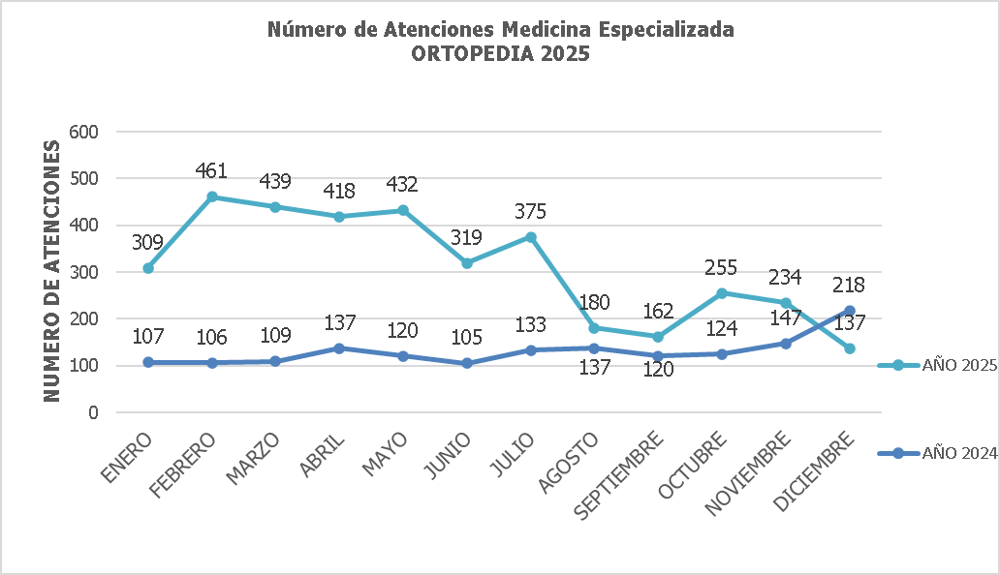 Número de Atenciones Medicina Especializada
ORTOPEDIA 2025
NUMERO DE ATENCIONES
600
500
400
300
200
100
0
309
461
439
418
432
319
375
180
162
255
234
137
107
106
109
137
120
105
133
137
120
124
147
218
ENERO
FEBRERO
MARZO
ABRIL
MAYO
JUNIO
JULIO
AGOSTO
SEPTIEMBRE
OCTUBRE
NOVIEMBRE
DICIEMBRE
AÑO 2025
AÑO 2024